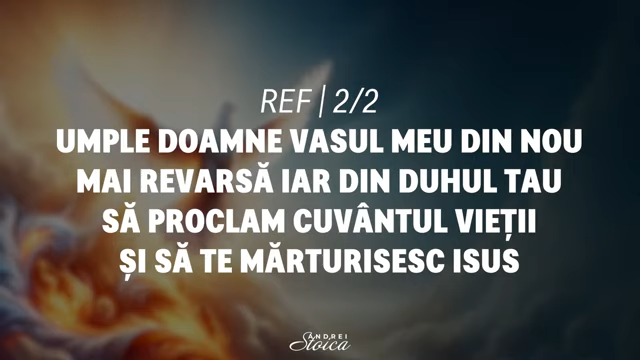 REF | 2/2
UMPLE DOAMNE VASUL MEU DIN NOU
MAI REVARSĂ IAR DIN DUHUL TAU
SĂ PROCLAM CUVÂNTUL VIEȚII
ȘI SĂ TE MĂRTURISESC ISUS
ANDREI
Stoica